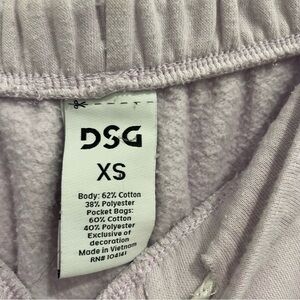 DSG
XS
Body: 62% Cotton
38% Polyester
Pocket Bags:
60% Cotton
40% Polyester
Exclusive of
decoration
Made in Vietnam
RN# 104141